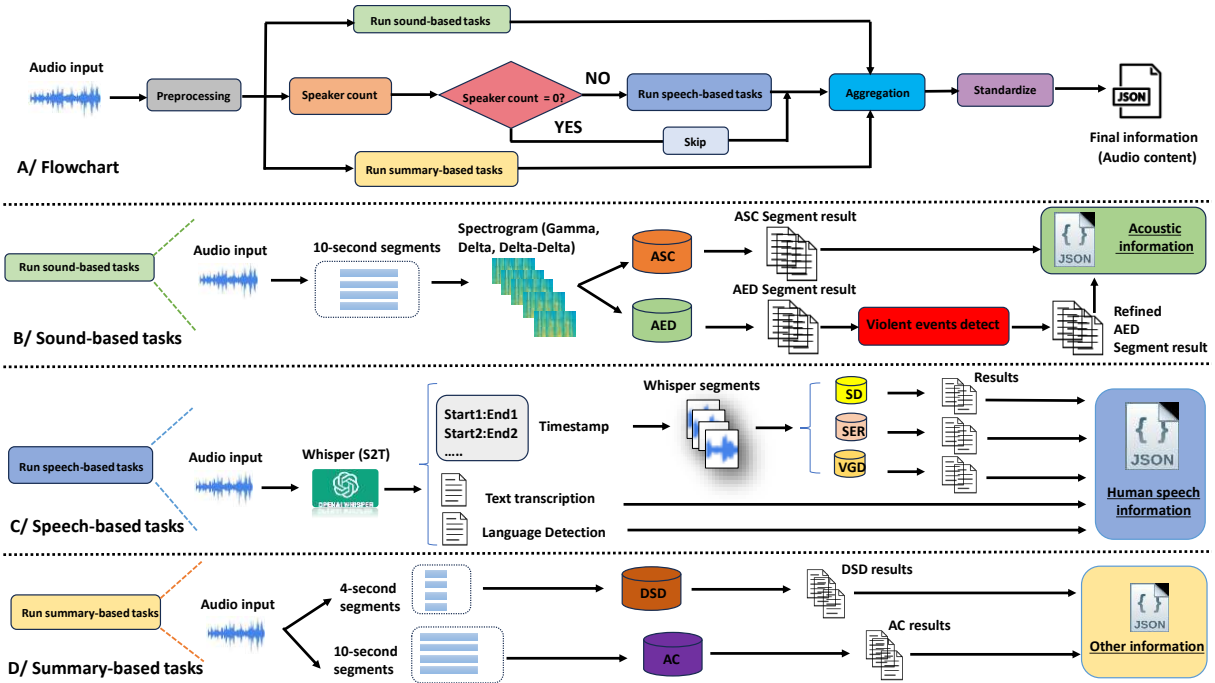 Run sound-based tasks
Audio input
Preprocessing
Speaker count
Speaker count = 0?
NO
YES
Run speech-based tasks
Skip
Aggregation
Standardize
JSON
Final information
(Audio content)
Run summary-based tasks
A/ Flowchart
Run sound-based tasks
Audio input
10-second segments
Spectrogram (Gamma,
Delta, Delta-Delta)
ASC
AED
ASC Segment result
AED Segment result
Violent events detect
{ }
JSON
Acoustic
information
Refined
AED
Segment result
B/ Sound-based tasks
Run speech-based tasks
Audio input
Whisper (S2T)
OPENAI WHISPER
Start1:End1
Start2:End2
.....
Timestamp
Whisper segments
SD
SER
VGD
Results
Text transcription
Language Detection
{ }
JSON
Human speech
information
C/ Speech-based tasks
Run summary-based tasks
Audio input
4-second
segments
10-second
segments
DSD
AC
DSD results
AC results
{ }
JSON
Other information
D/ Summary-based tasks